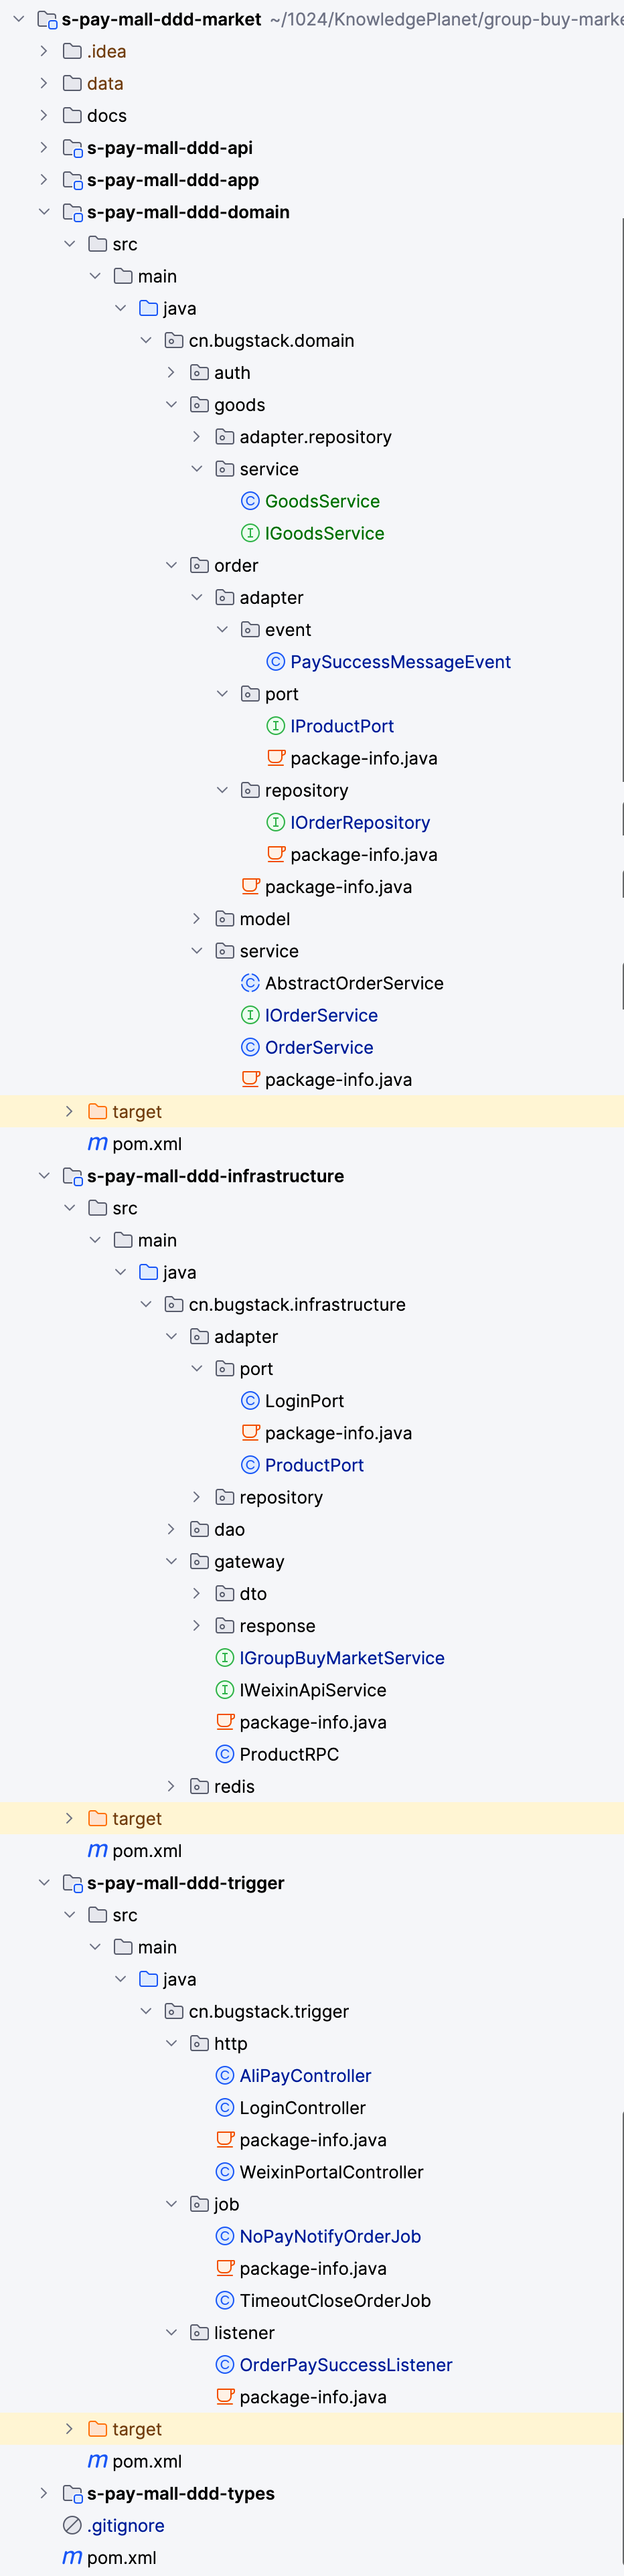 s-pay-mall-ddd-market ~/1024/KnowledgePlanet/group-buy-marke
.idea
data
docs
s-pay-mall-ddd-api
s-pay-mall-ddd-app
s-pay-mall-ddd-domain
src
main
java
cn.bugstack.domain
auth
goods
adapter.repository
service
GoodsService
IGoodsService
order
adapter
event
PaySuccessMessageEvent
port
IProductPort
package-info.java
repository
IOrderRepository
package-info.java
package-info.java
model
service
AbstractOrderService
IOrderService
OrderService
package-info.java
target
pom.xml
s-pay-mall-ddd-infrastructure
src
main
java
cn.bugstack.infrastructure
adapter
port
LoginPort
package-info.java
ProductPort
repository
dao
gateway
dto
response
IGroupBuyMarketService
IWeixinApiService
package-info.java
ProductRPC
redis
target
pom.xml
s-pay-mall-ddd-trigger
src
main
java
cn.bugstack.trigger
http
AliPayController
LoginController
package-info.java
WeixinPortalController
job
NoPayNotifyOrderJob
package-info.java
TimeoutCloseOrderJob
listener
OrderPaySuccessListener
package-info.java
target
pom.xml
s-pay-mall-ddd-types
.gitignore
pom.xml